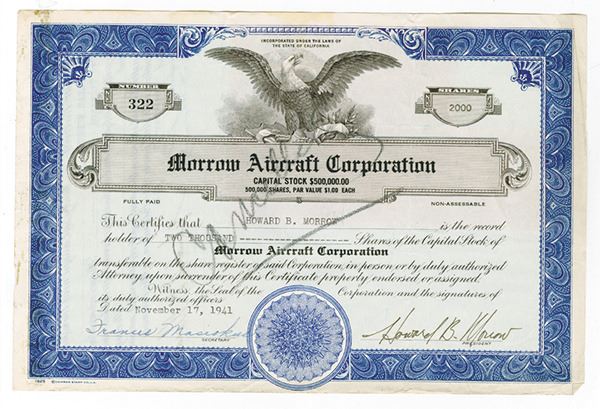 INCORPORATED UNDER THE LAWS OF
THE STATE OF CALIFORNIA
NUMBER
322
SHARES
2000
Morrow Aircraft Corporation
CAPITAL STOCK $500,000.00
500,000 SHARES, PAR VALUE $1.00 EACH
FULLY PAID
NON-ASSESSABLE
This Certifies that HOWARD B. MORROW is the record
holder of TWO THOUSAND Shares of the Capital Stock of
Morrow Aircraft Corporation
transferable on the share register of said Corporation, in person or by duly authorized
Attorney upon surrender of this Certificate properly endorsed or assigned.
Witness, the Seal of the Corporation and the signatures of
its duly authorized officers
Dated November 17, 1941
Francis
SECRETARY
Howard B. Morrow
PRESIDENT